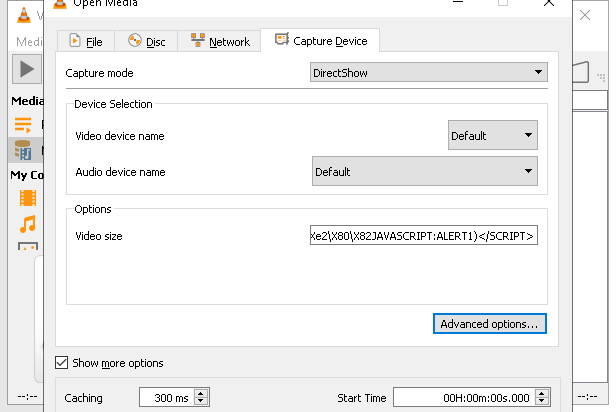 Open Media
Medi
File
Disc
Network
Capture Device
Capture mode
DirectShow
Media
Device Selection
Video device name
Default
Audio device name
Default
My Co
Options
Video size
Xe2\X80\X82JAVASCRIPT:ALERT1)</SCRIPT>
Advanced options...
Show more options
Caching
300 ms
Start Time
00H:00m:00s.000
--:--
--:--